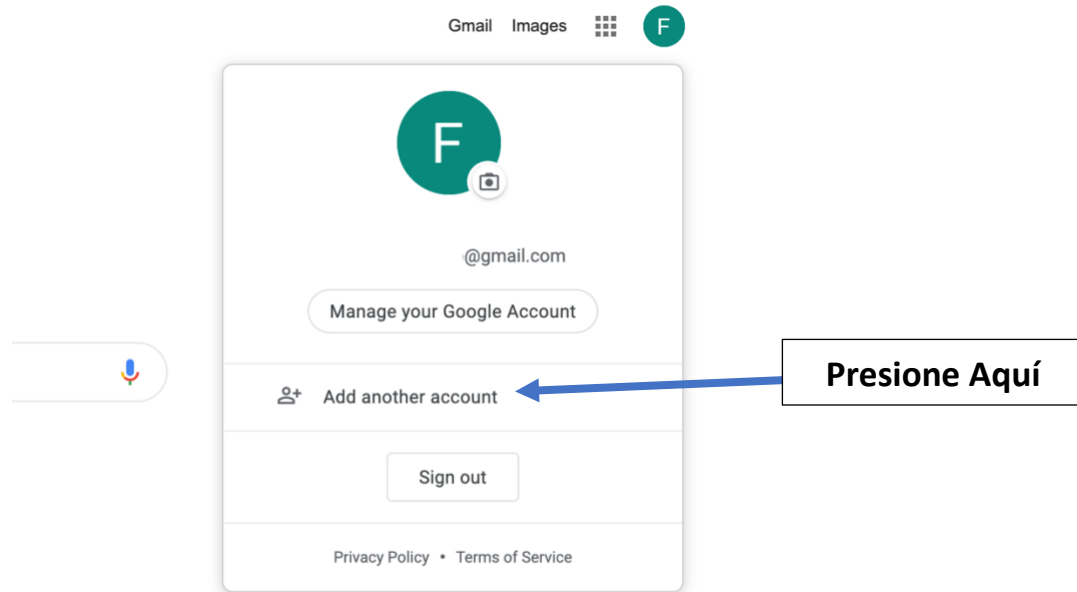 Gmail Images F
F
@gmail.com
Manage your Google Account
Add another account
Presione Aquí
Sign out
Privacy Policy • Terms of Service